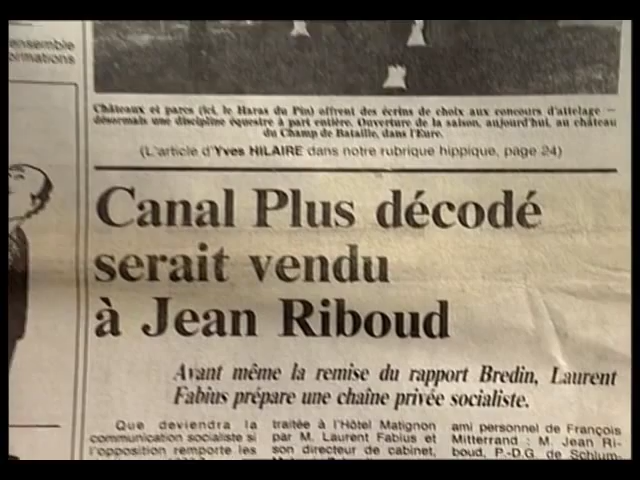 ensemble
ormations
Châteaux et parcs (ici, le Haras du Pin) offrent des écrins de choix aux concours d'attelage —
désormais une discipline équestre à part entière. Ouverture de la saison, aujourd'hui, au château
du Champ de Bataille, dans l'Eure.
(L'article d'Yves HILAIRE dans notre rubrique hippique, page 24)
Canal Plus décodé
serait vendu
à Jean Riboud
Avant même la remise du rapport Bredin, Laurent
Fabius prépare une chaîne privée socialiste.
Que deviendra la
communication socialiste si
l'opposition remporte les
traitée à l'Hôtel Matignon
par M. Laurent Fabius et
son directeur de cabinet,
ami personnel de François
Mitterrand : M. Jean Ri-
boud, P.-D.G. de Schlum-